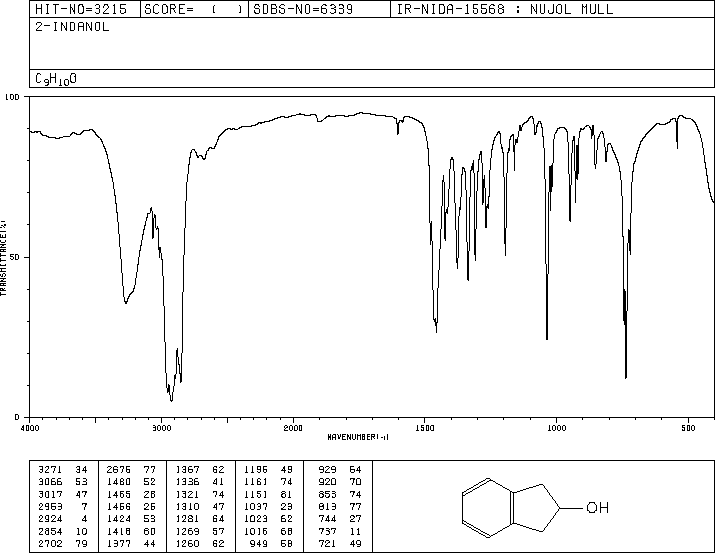 HIT-NO=3215 SCORE= ( ) SDBS-NO=6339 IR-NIDA-15568 : NUJOL MULL
2-INDANOL
C9H10O
100
50
0
TRANSMITTANCE(%)
4000 3000 2000 1500 1000 500
WAVENUMBER(-1)
3271 34 2676 77 1367 62 1196 49 929 64
3066 53 1480 52 1336 41 1161 74 920 70
3017 47 1465 28 1321 74 1151 81 853 74
2953 7 1456 26 1310 47 1037 23 813 77
2924 4 1424 53 1281 64 1023 62 744 27
2854 10 1418 60 1269 57 1016 68 737 11
2702 79 1377 44 1260 62 949 58 721 49
OH